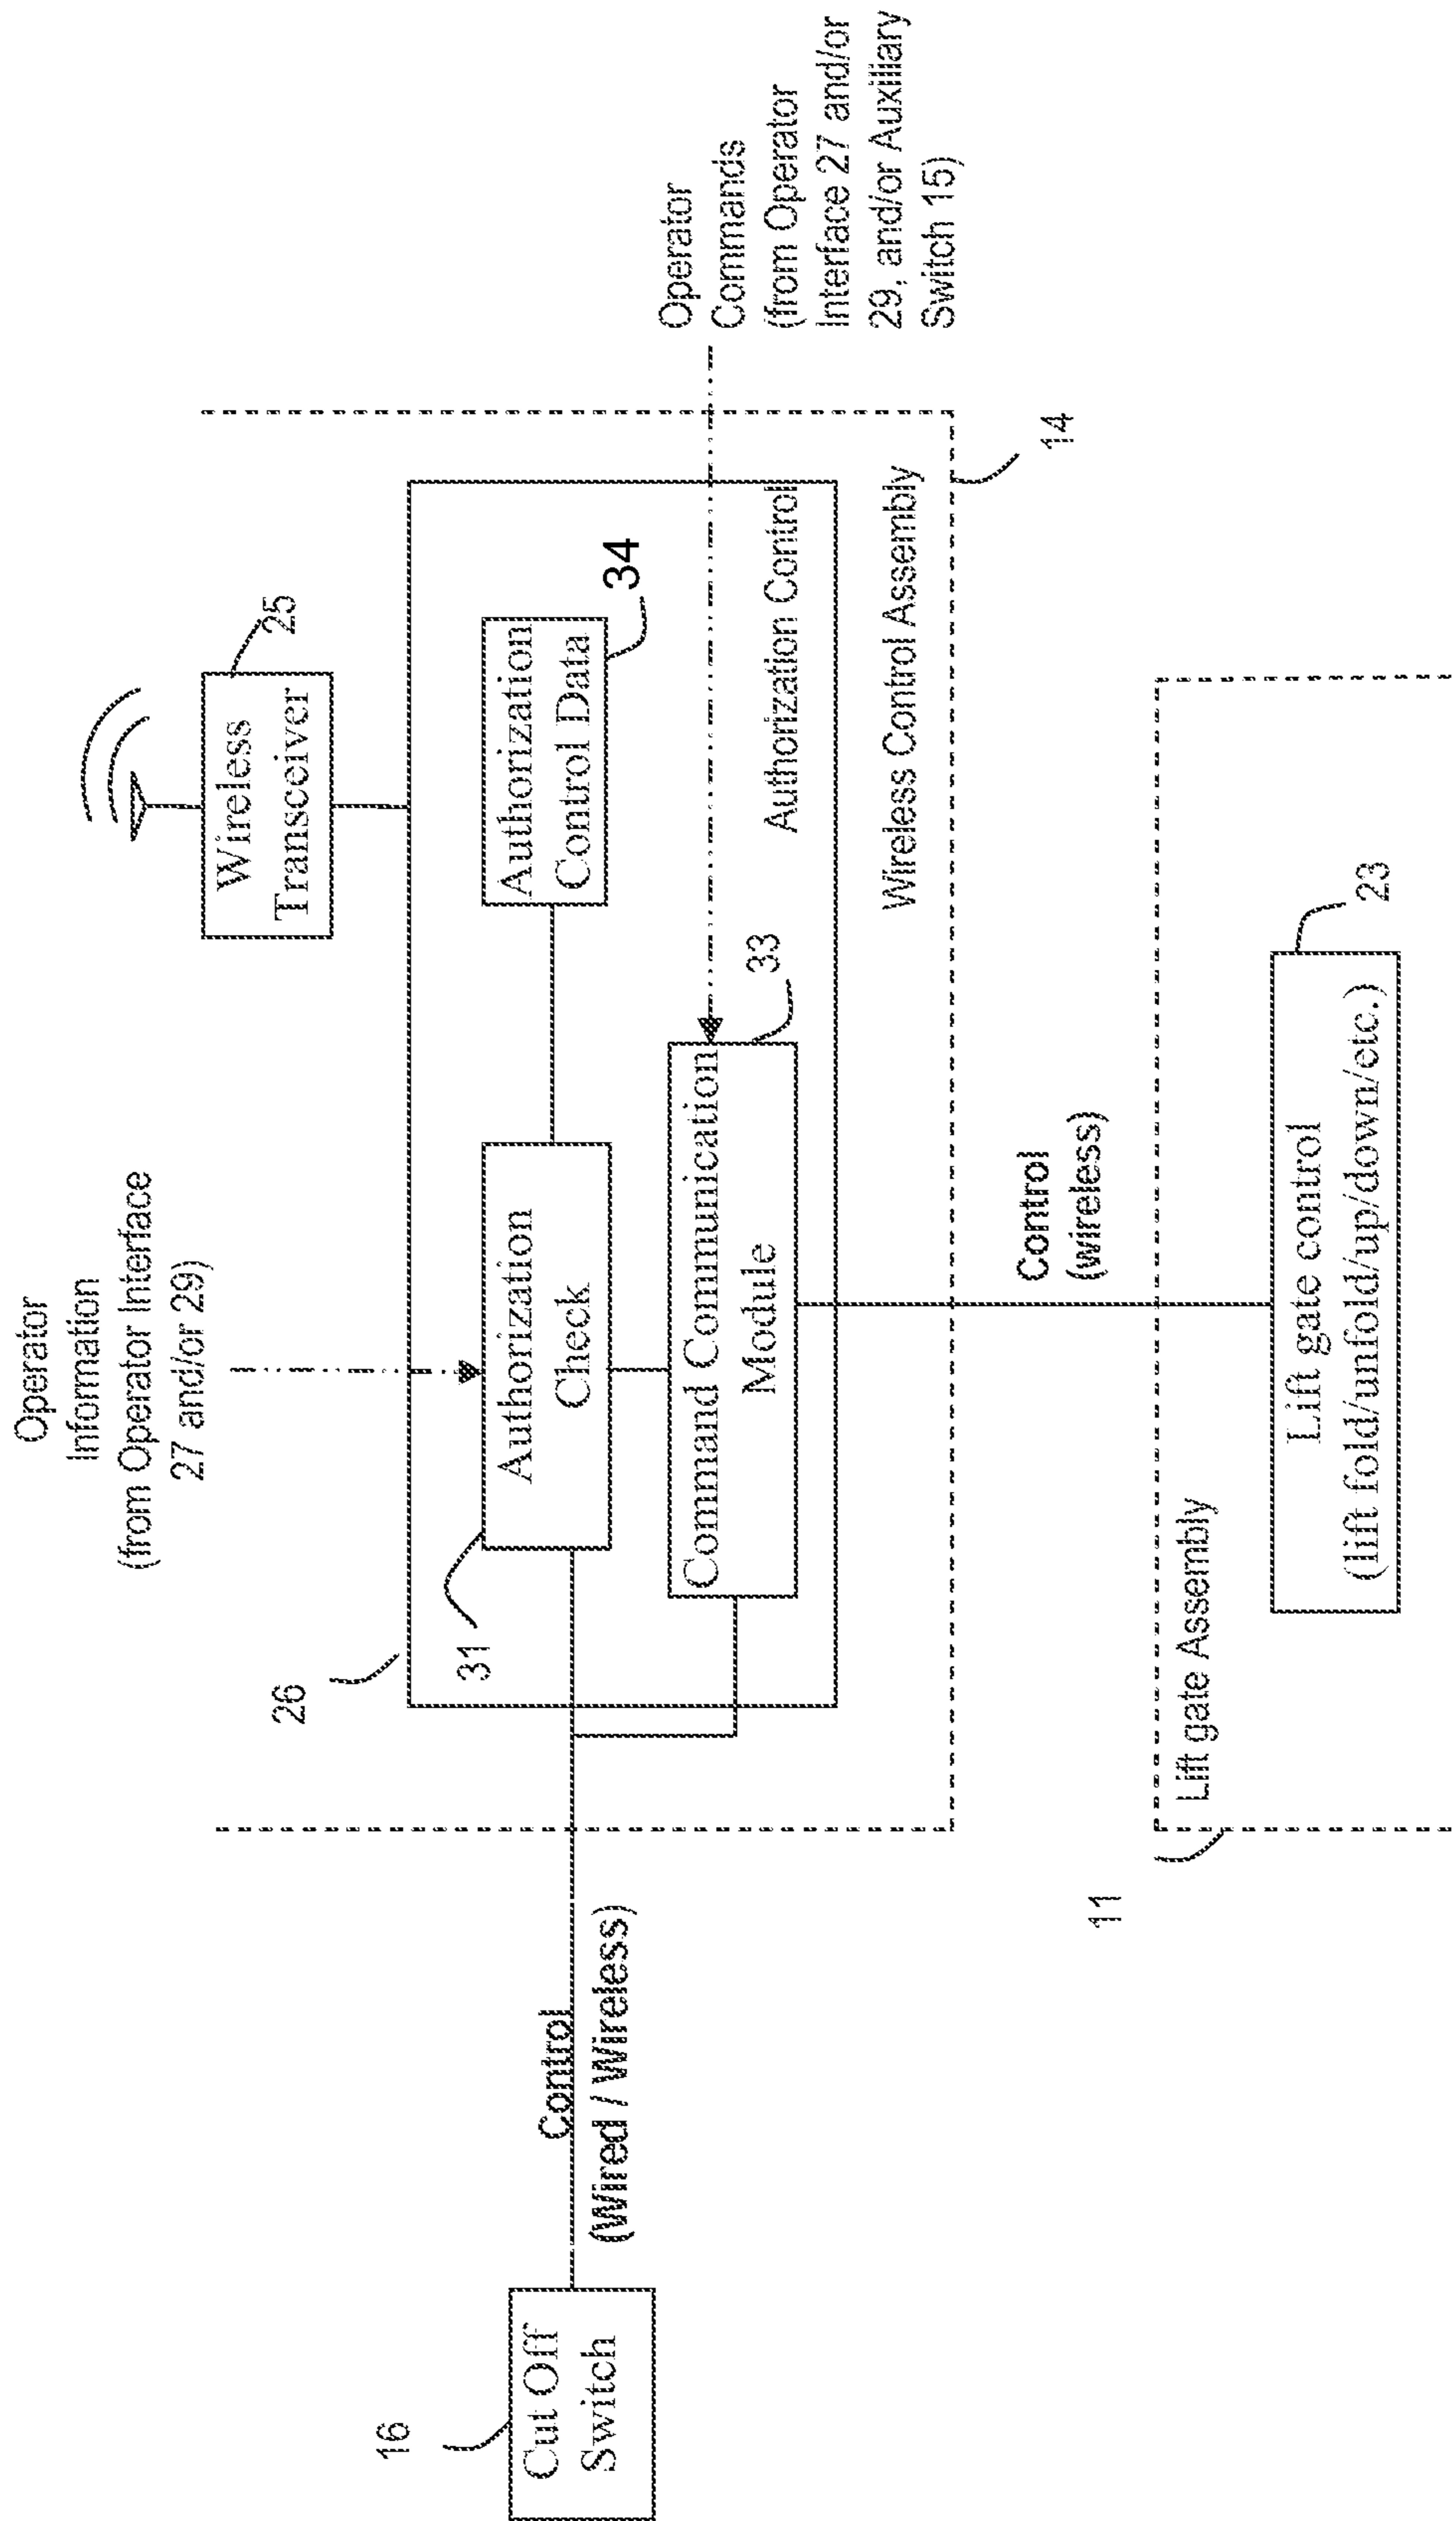 Operator
Information
(from Operator Interface
27 and/or 29)
Wireless
Transceiver
25
26
31
Authorization
Check
Authorization
Control Data
34
Operator
Commands
(from Operator
Interface 27 and/or
29, and/or Auxiliary
Switch 15)
16
Cut Off
Switch
Control
(Wired / Wireless)
Command Communication
Module
33
Authorization Control
Wireless Control Assembly
14
Control
(wireless)
11
Lift gate Assembly
Lift gate control
(lift fold/unfold/up/down/etc.)
23